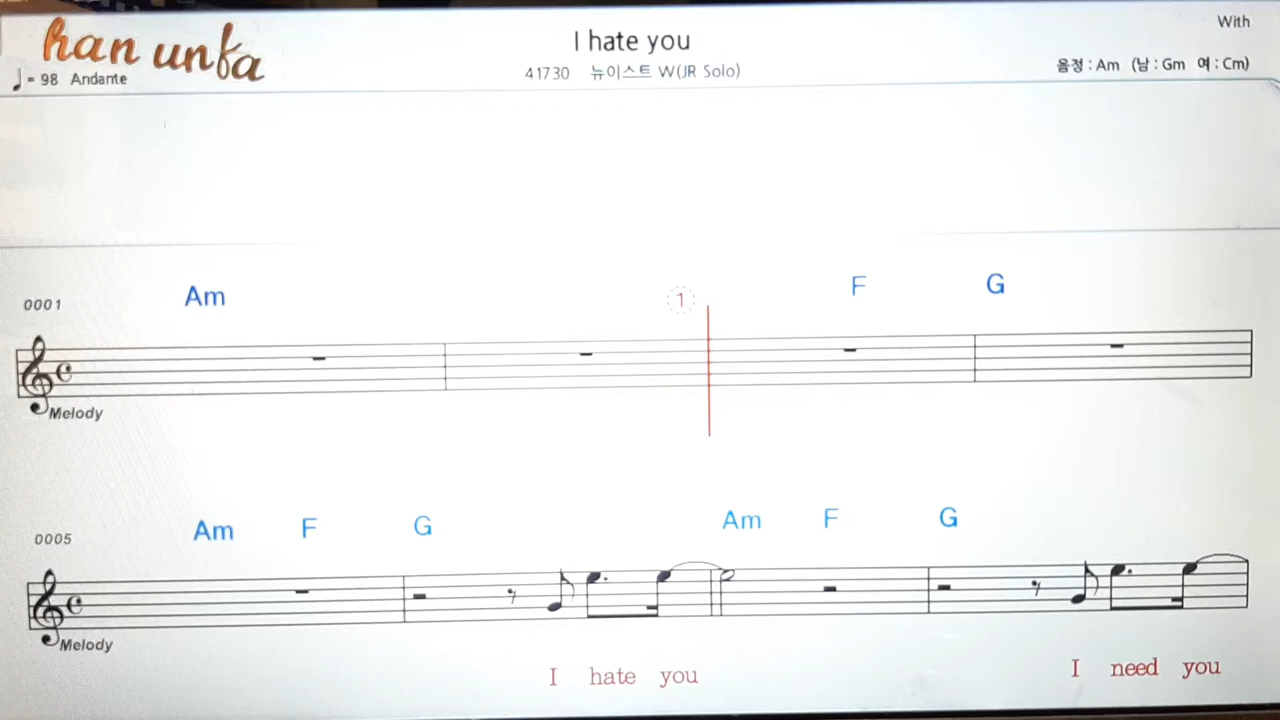 han unfa
I hate you
With
♩= 98 Andante
41730 뉴이스트 W(JR Solo)
음정 : Am (남 : Gm 여 : Cm)
0001
Am
1
F G
Melody
0005
Am F G Am F G
Melody
I hate you I need you